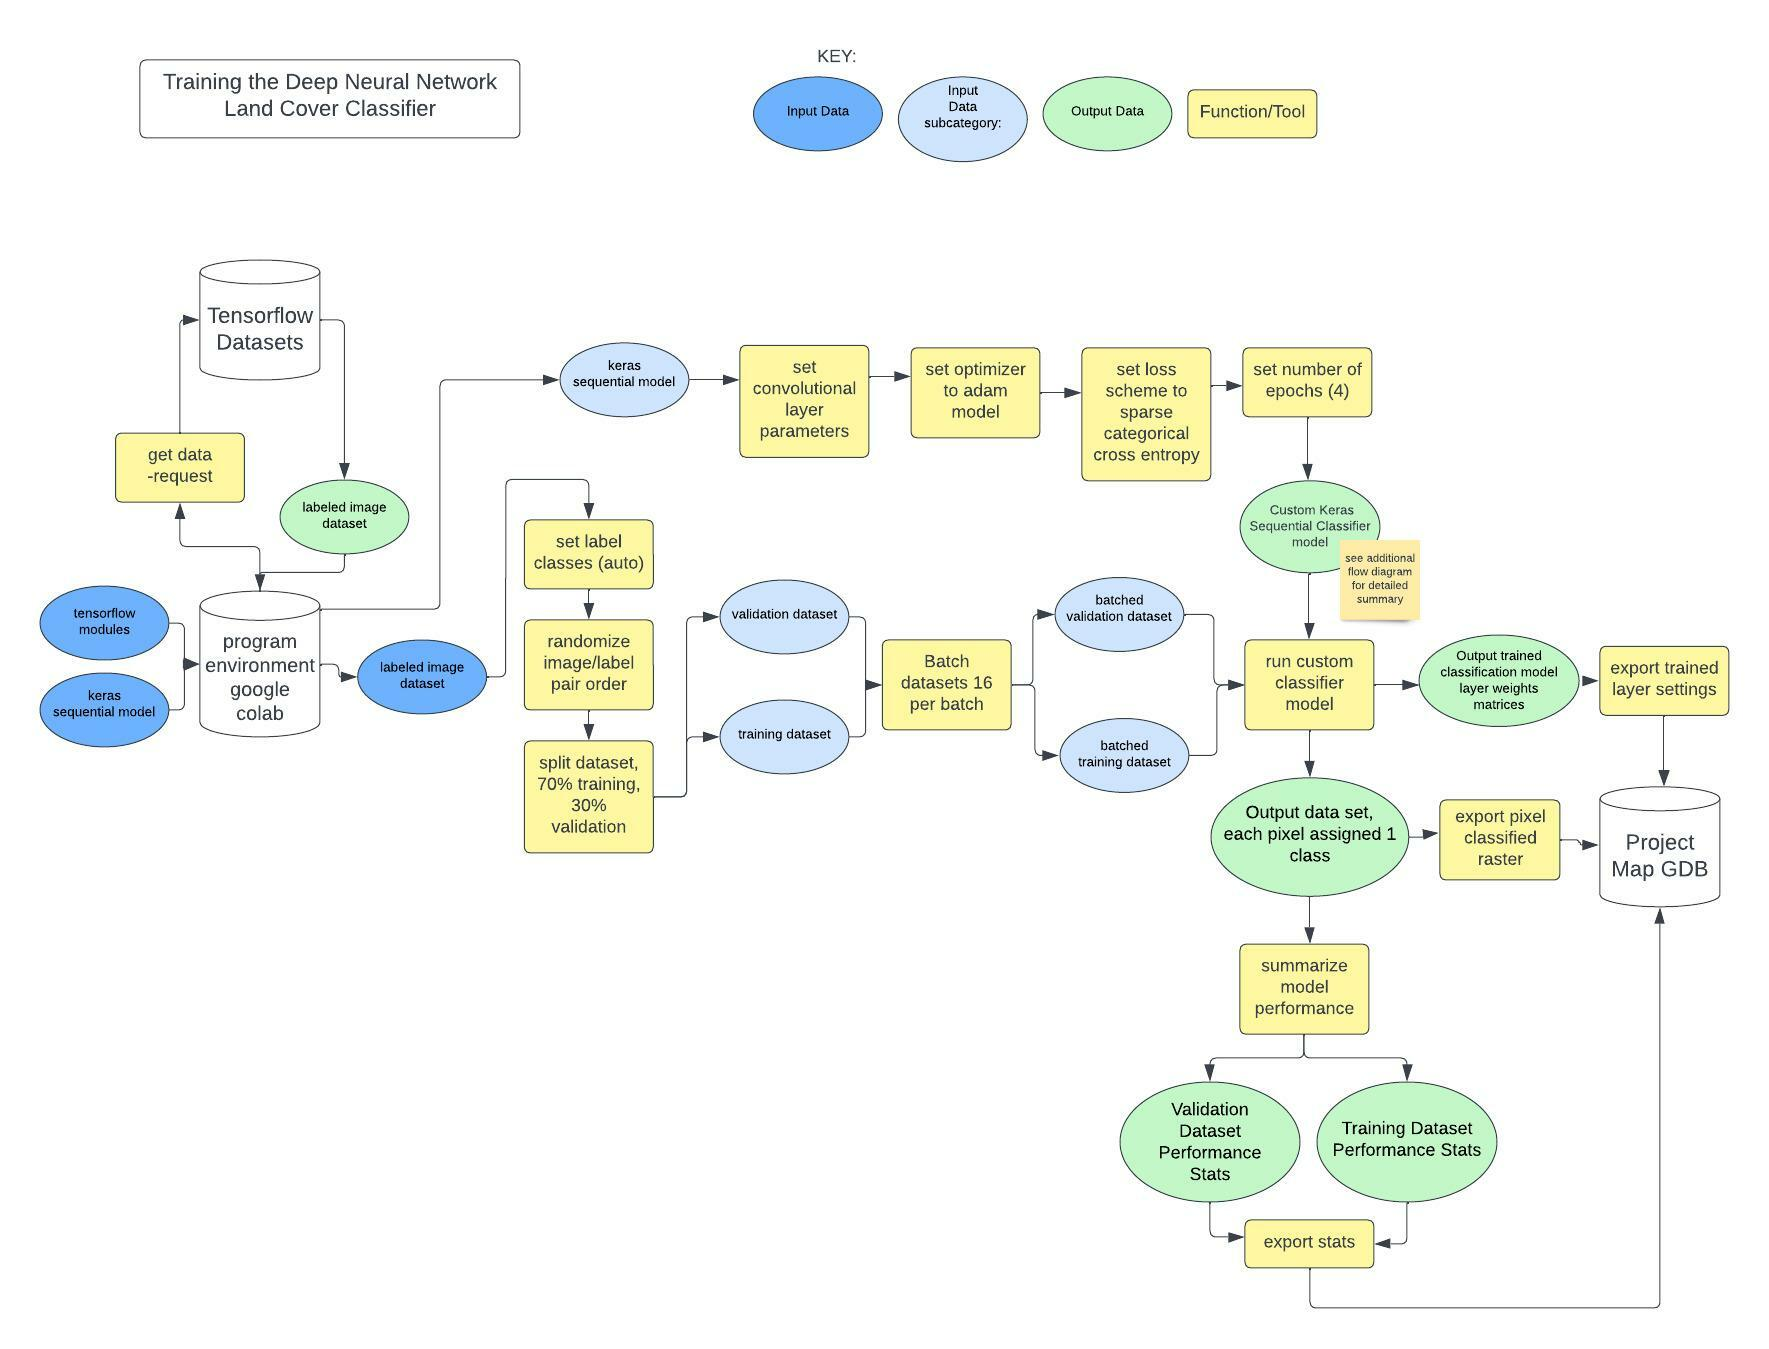 KEY:
Training the Deep Neural Network
Land Cover Classifier
Input Data
Input
Data
subcategory:
Output Data
Function/Tool
Tensorflow
Datasets
get data
-request
labeled image
dataset
tensorflow
modules
keras
sequential model
program
environment
google
colab
labeled image
dataset
keras
sequential model
set
convolutional
layer
parameters
set optimizer
to adam
model
set loss
scheme to
sparse
categorical
cross entropy
set number of
epochs (4)
Custom Keras
Sequential Classifier
model
see additional
flow diagram
for detailed
summary
set label
classes (auto)
randomize
image/label
pair order
split dataset,
70% training,
30%
validation
validation dataset
training dataset
Batch
datasets 16
per batch
batched
validation dataset
batched
training dataset
run custom
classifier
model
Output trained
classification model
layer weights
matrices
export trained
layer settings
Output data set,
each pixel assigned 1
class
export pixel
classified
raster
Project
Map GDB
summarize
model
performance
Validation
Dataset
Performance
Stats
Training Dataset
Performance Stats
export stats